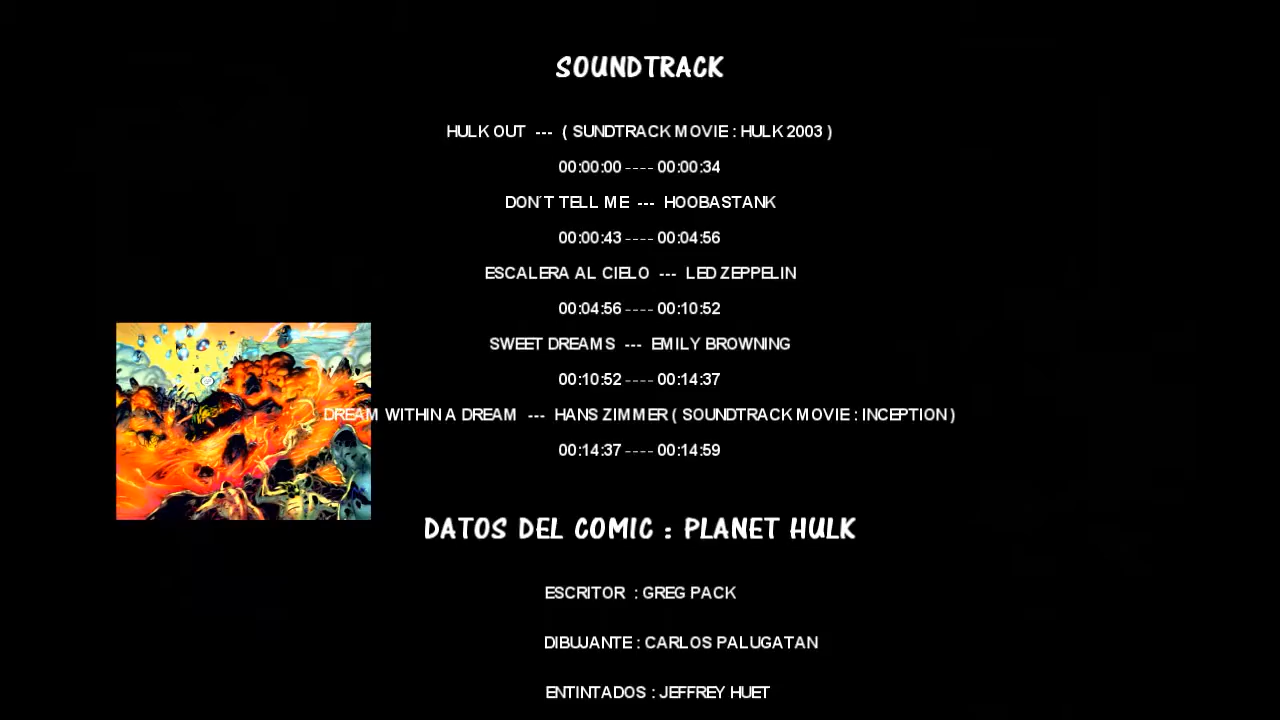 SOUNDTRACK
HULK OUT --- ( SUNDTRACK MOVIE : HULK 2003 )
00:00:00 ---- 00:00:34
DON´T TELL ME --- HOOBASTANK
00:00:43 ---- 00:04:56
ESCALERA AL CIELO --- LED ZEPPELIN
00:04:56 ---- 00:10:52
SWEET DREAMS --- EMILY BROWNING
00:10:52 ---- 00:14:37
DREAM WITHIN A DREAM --- HANS ZIMMER ( SOUNDTRACK MOVIE : INCEPTION )
00:14:37 ---- 00:14:59
DATOS DEL COMIC : PLANET HULK
ESCRITOR : GREG PACK
DIBUJANTE : CARLOS PALUGATAN
ENTINTADOS : JEFFREY HUET